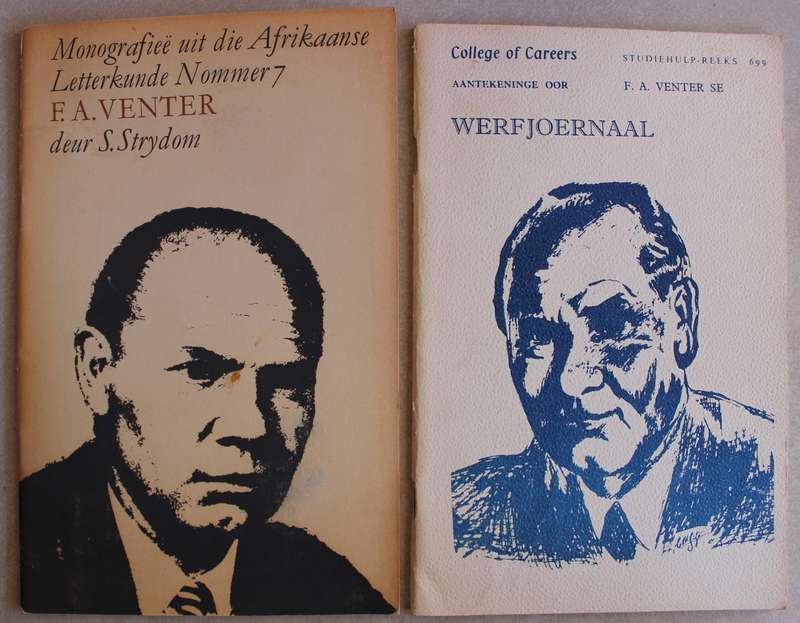 Monografieë uit die Afrikaanse
Letterkunde Nommer 7
F. A. VENTER
deur S. Strydom
College of Careers
STUDIEHULP-REEKS 699
AANTEKENINGE OOR
F. A. VENTER SE
WERFJOERNAAL